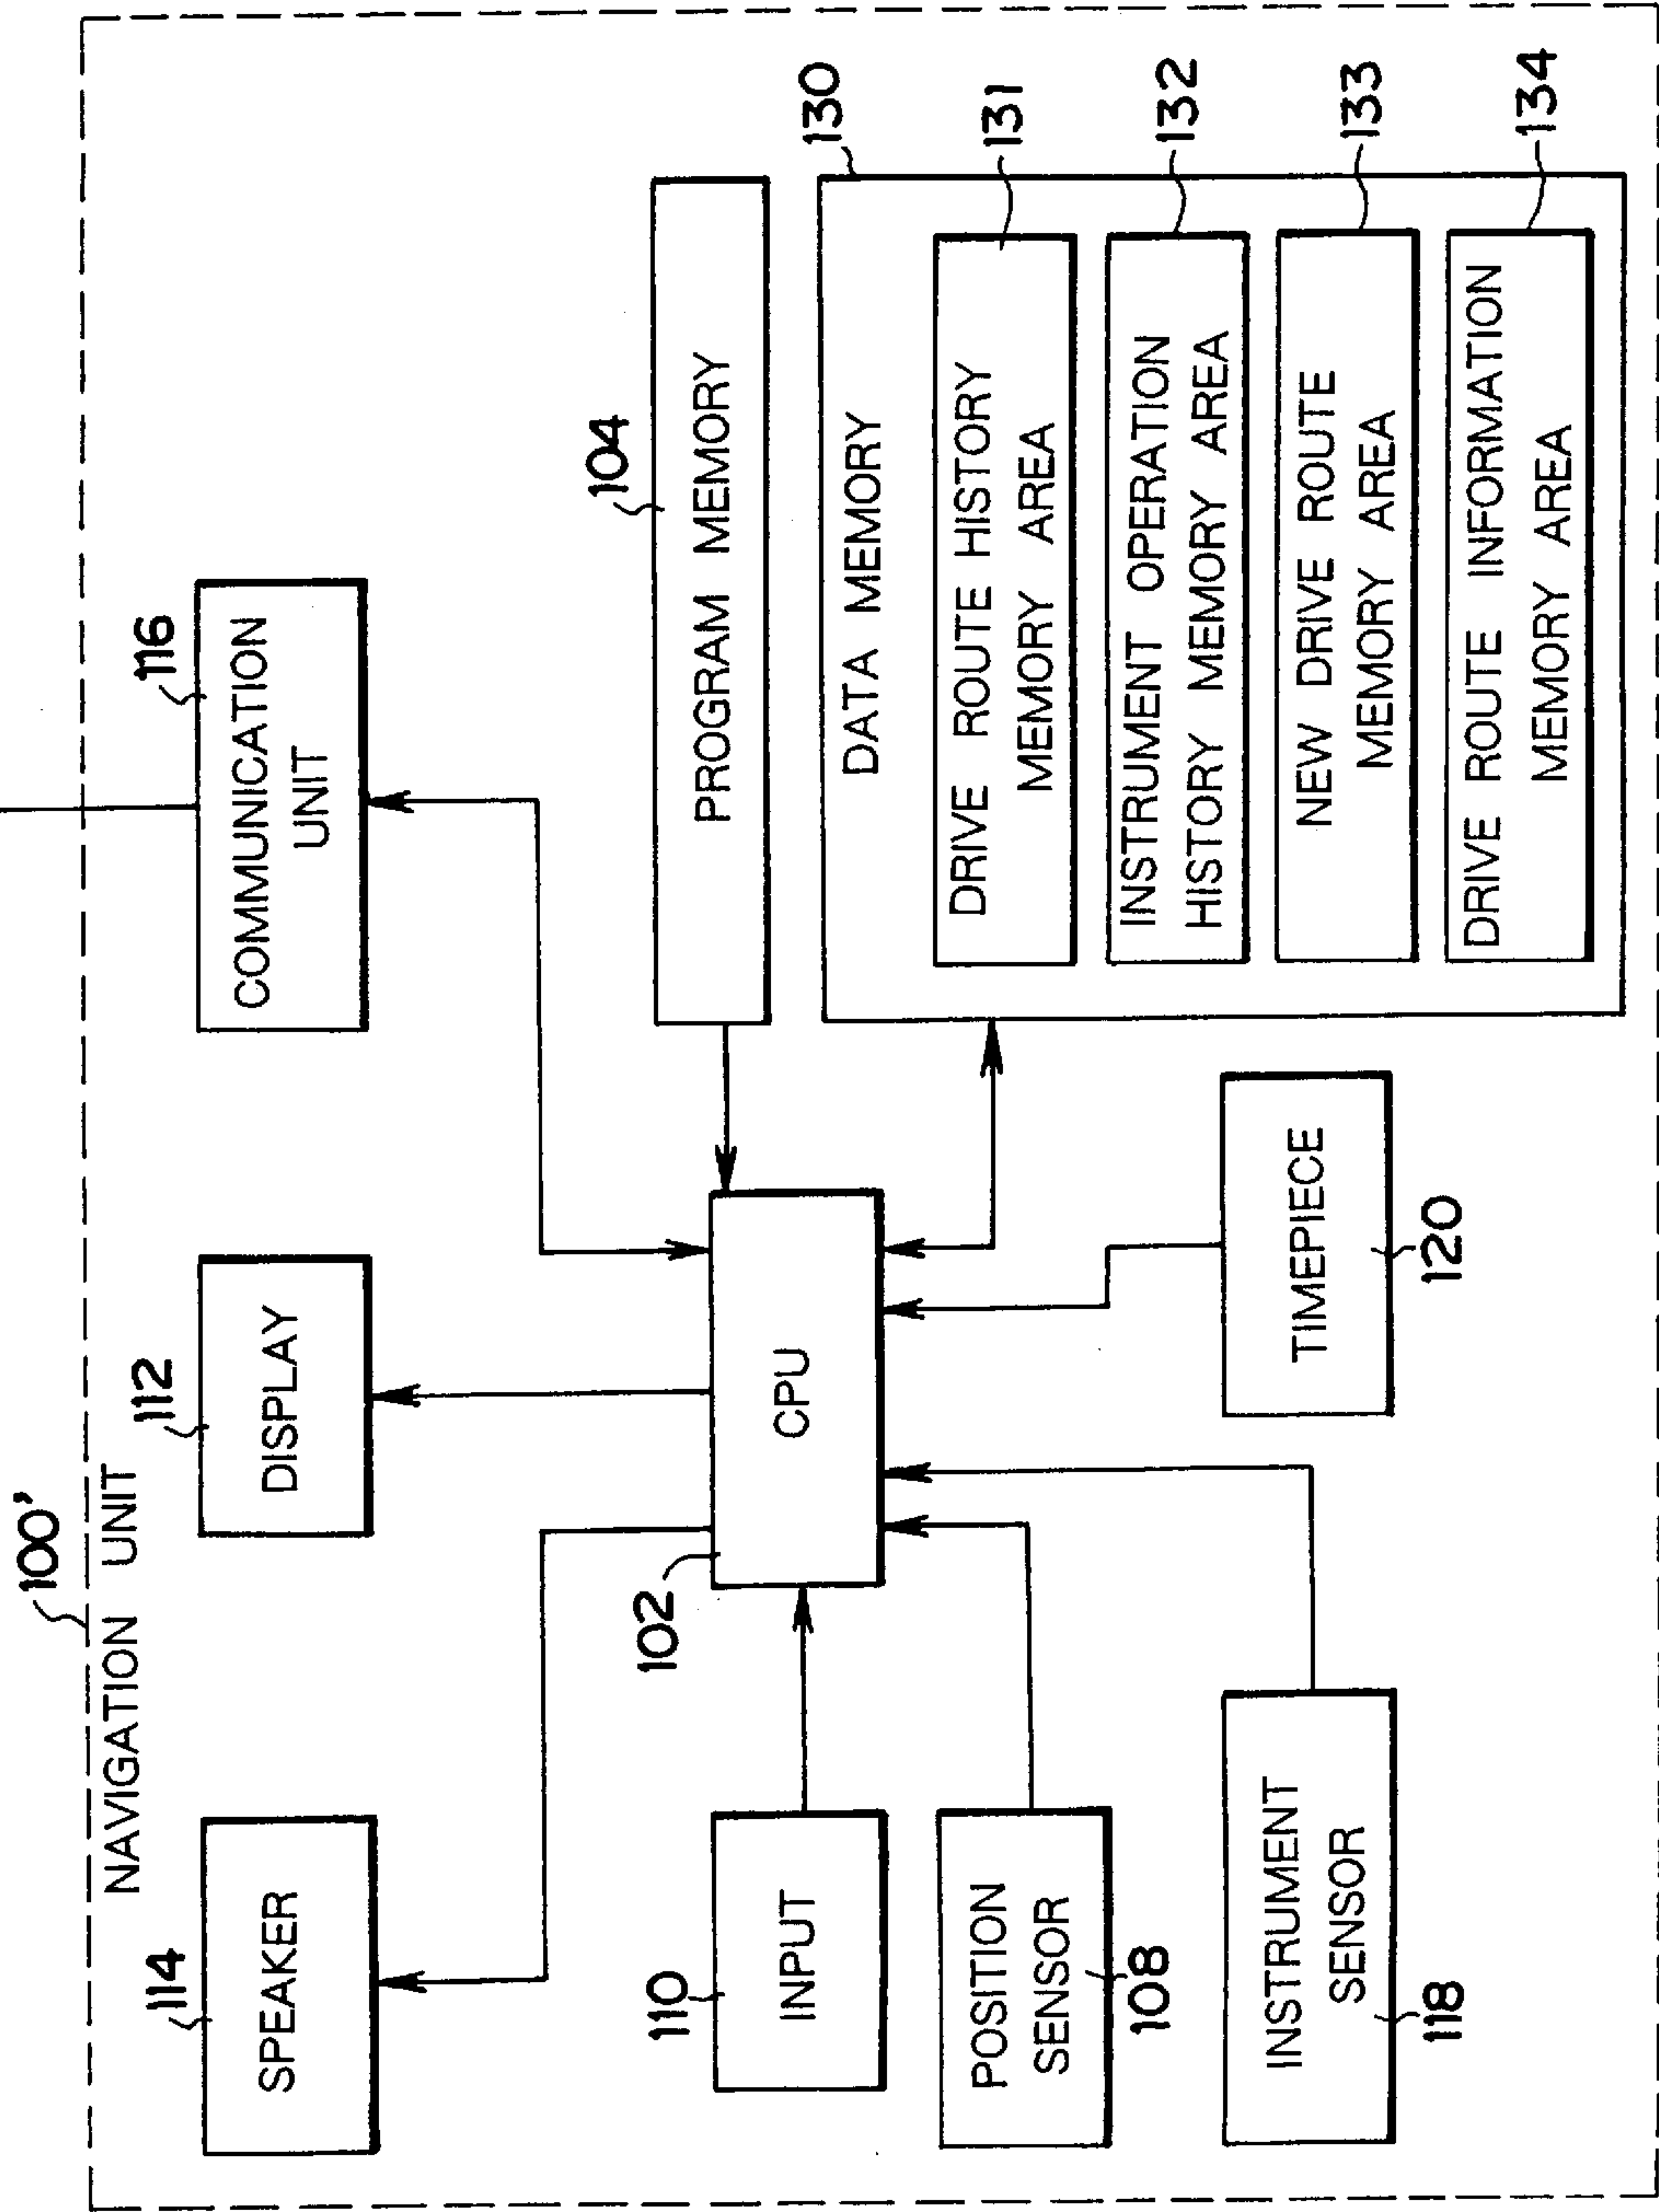 100'
NAVIGATION UNIT
114
SPEAKER
112
DISPLAY
116
COMMUNICATION
UNIT
110
INPUT
102
CPU
104
PROGRAM MEMORY
POSITION
SENSOR
108
INSTRUMENT
SENSOR
118
TIMEPIECE
120
130
DATA MEMORY
DRIVE ROUTE HISTORY
MEMORY AREA
131
INSTRUMENT OPERATION
HISTORY MEMORY AREA
132
NEW DRIVE ROUTE
MEMORY AREA
133
DRIVE ROUTE INFORMATION
MEMORY AREA
134